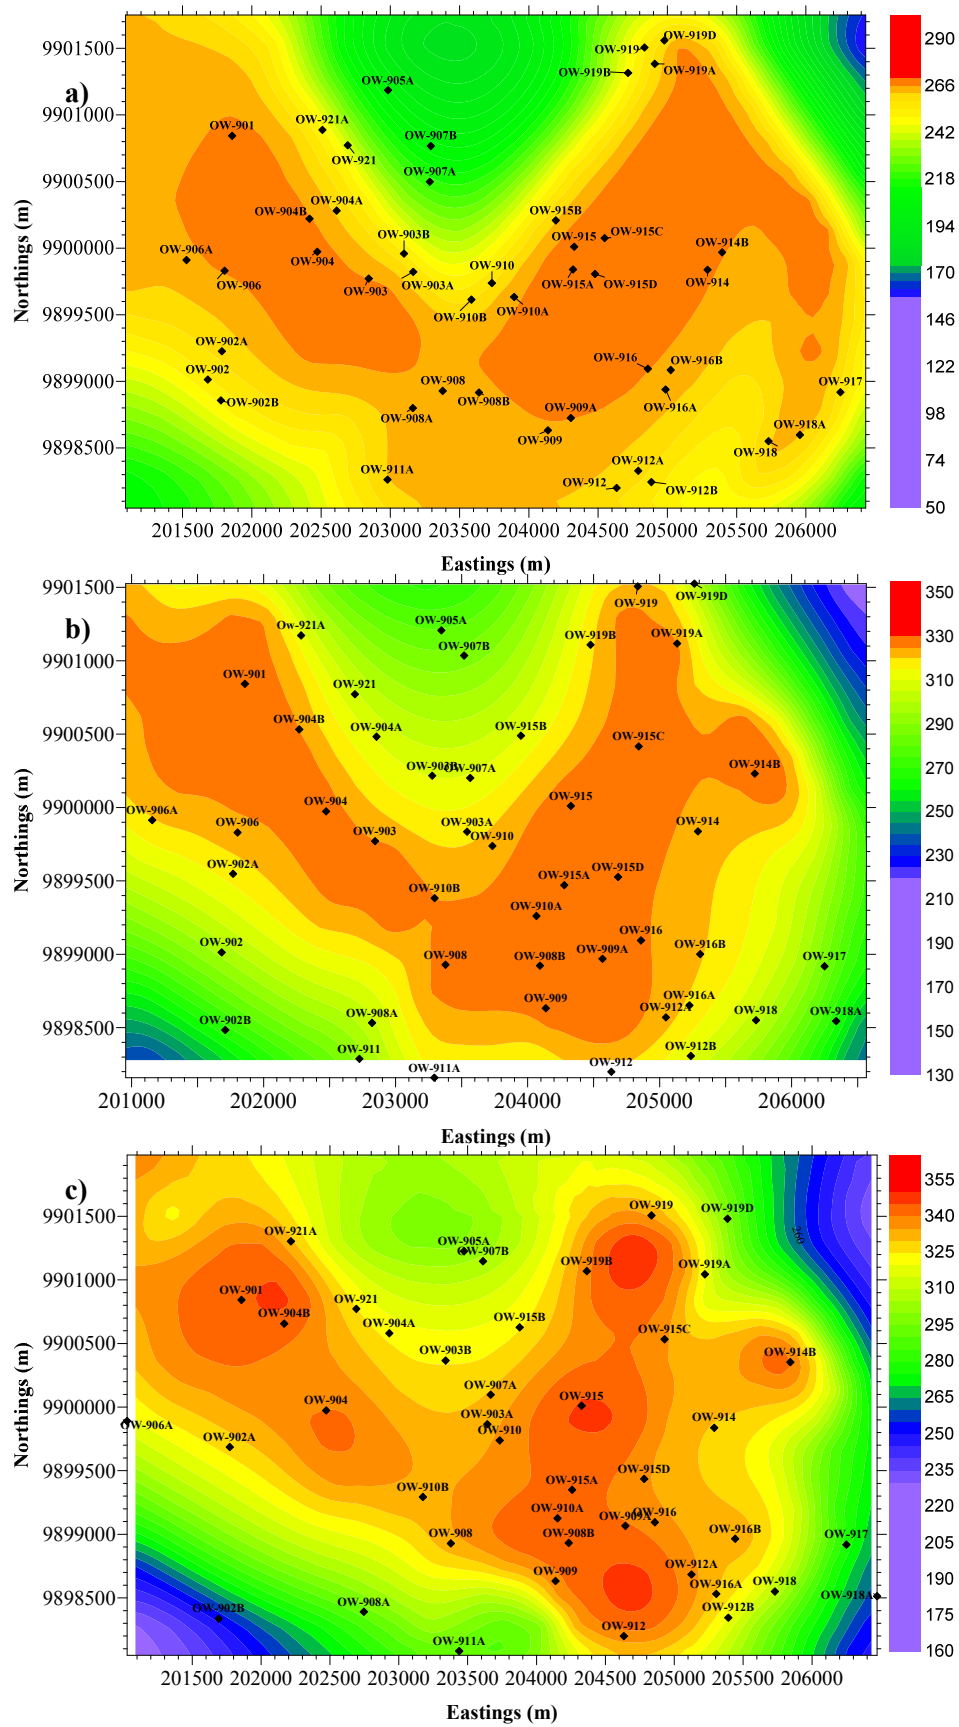 a)
9901500
9901000
9900500
9900000
9899500
9899000
9898500
Northings (m)
OW-919D
OW-919
OW-919B
OW-919A
OW-905A
OW-921A
OW-901
OW-907B
OW-921
OW-907A
OW-904A
OW-904B
OW-915B
OW-903B
OW-915
OW-915C
OW-914B
OW-906A
OW-904
OW-910
OW-906
OW-903
OW-903A
OW-915A
OW-915D
OW-914
OW-910B
OW-910A
OW-902A
OW-902
OW-916
OW-916B
OW-908
OW-917
OW-902B
OW-908B
OW-916A
OW-908A
OW-909A
OW-909
OW-918A
OW-918
OW-911A
OW-912A
OW-912
OW-912B
201500 202000 202500 203000 203500 204000 204500 205000 205500 206000
Eastings (m)
290
266
242
218
194
170
146
122
98
74
50
b)
9901500
9901000
9900500
9900000
9899500
9899000
9898500
Northings (m)
OW-919
OW-919D
Ow-921A
OW-905A
OW-907B
OW-919B
OW-919A
OW-901
OW-921
OW-904B
OW-904A
OW-915B
OW-915C
OW-903B
OW-907A
OW-914B
OW-906A
OW-906
OW-904
OW-903
OW-903A
OW-910
OW-915
OW-914
OW-902A
OW-910B
OW-915A
OW-915D
OW-910A
OW-902
OW-908
OW-908B
OW-909A
OW-916
OW-916B
OW-917
OW-902B
OW-908A
OW-909
OW-912A
OW-916A
OW-918
OW-918A
OW-911
OW-911A
OW-912
OW-912B
201000 202000 203000 204000 205000 206000
Eastings (m)
350
330
310
290
270
250
230
210
190
170
150
130
c)
9901500
9901000
9900500
9900000
9899500
9899000
9898500
Northings (m)
OW-919
OW-919D
OW-921A
OW-905A
OW-907B
OW-919B
OW-919A
260
OW-901
OW-904B
OW-921
OW-904A
OW-915B
OW-915C
OW-903B
OW-914B
OW-907A
OW-906A
OW-904
OW-903A
OW-910
OW-915
OW-914
OW-902A
OW-910B
OW-915A
OW-915D
OW-910A
OW-909A
OW-916
OW-908
OW-908B
OW-916B
OW-917
OW-909
OW-912A
OW-916A
OW-918
OW-918A
OW-902B
OW-908A
OW-912B
OW-912
OW-911A
201500 202000 202500 203000 203500 204000 204500 205000 205500 206000
Eastings (m)
355
340
325
310
295
280
265
250
235
220
205
190
175
160